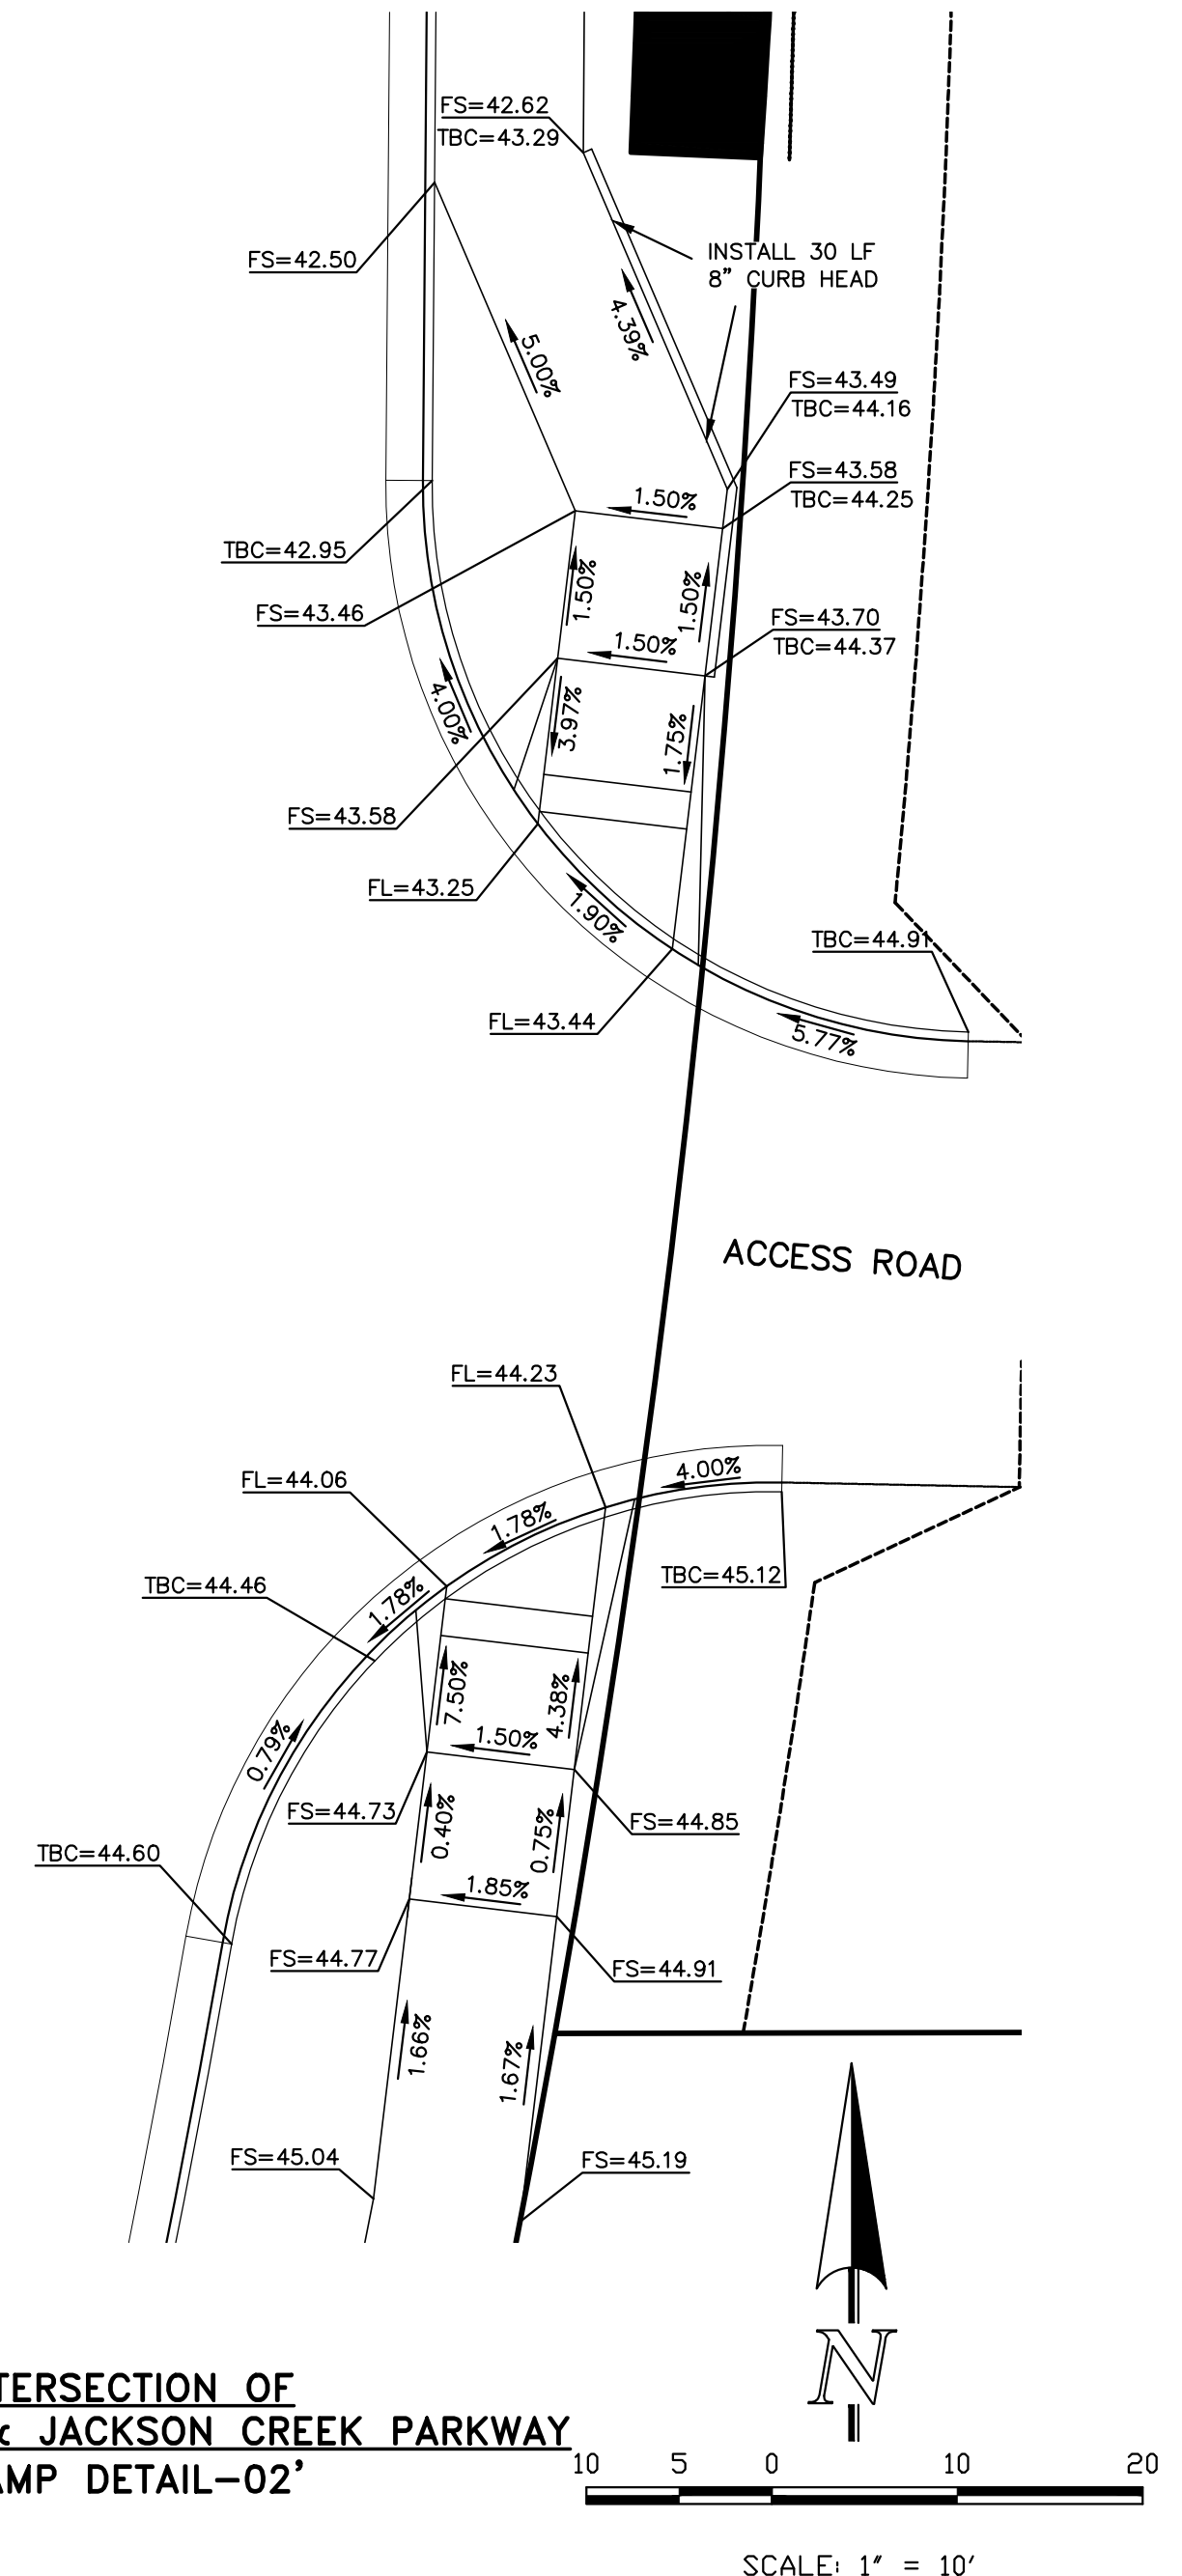 FS=42.62
TBC=43.29
FS=42.50
INSTALL 30 LF
8" CURB HEAD
4.39%
5.00%
FS=43.49
TBC=44.16
FS=43.58
TBC=44.25
1.50%
TBC=42.95
1.50%
1.50%
FS=43.46
FS=43.70
TBC=44.37
1.50%
4.00%
3.97%
1.75%
FS=43.58
FL=43.25
1.90%
TBC=44.91
FL=43.44
5.77%
ACCESS ROAD
FL=44.23
FL=44.06
4.00%
1.78%
TBC=45.12
TBC=44.46
1.78%
7.50%
4.38%
0.79%
1.50%
FS=44.73
FS=44.85
0.40%
0.75%
TBC=44.60
1.85%
FS=44.77
FS=44.91
1.66%
1.67%
FS=45.04
FS=45.19
N
TERSECTION OF
& JACKSON CREEK PARKWAY
AMP DETAIL-02'
10 5 0 10 20
SCALE: 1" = 10'